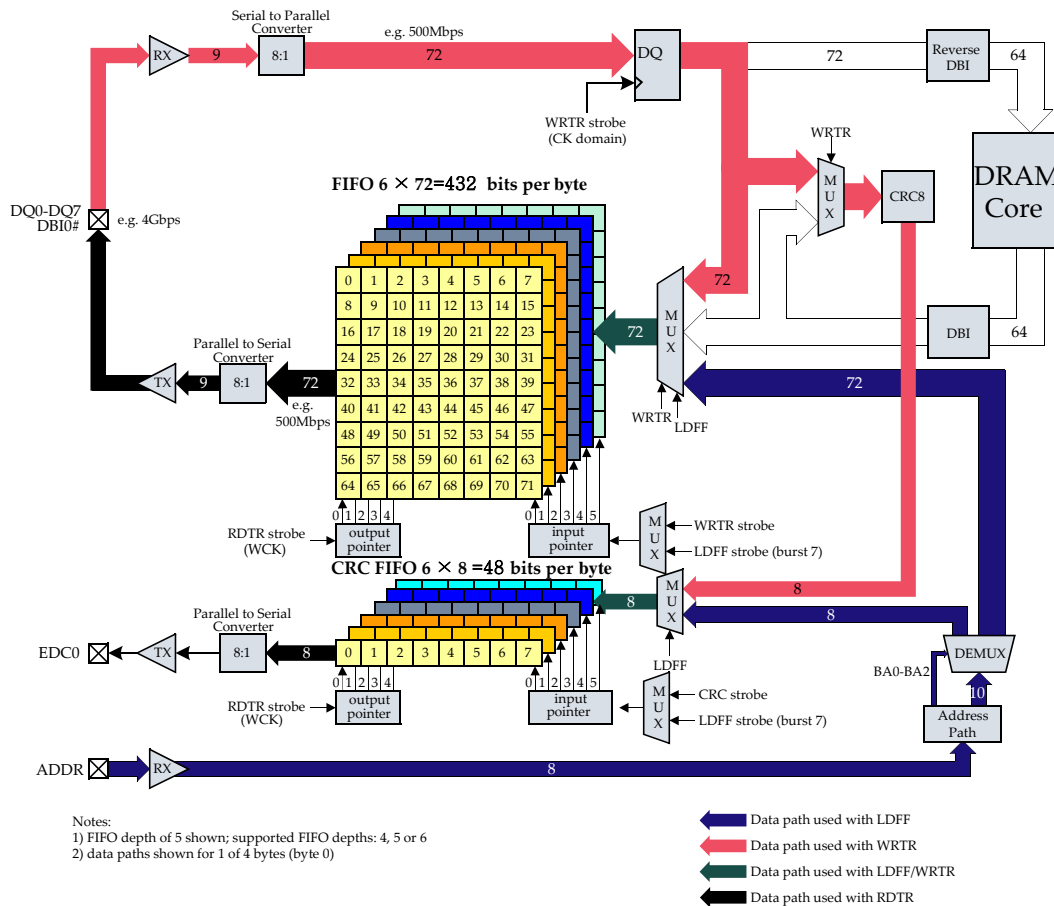 Serial to Parallel
Converter
e.g. 500Mbps
RX
9
8:1
72
DQ
72
Reverse
DBI
64
WRTR strobe
(CK domain)
WRTR
MUX
CRC8
DRAM
Core
FIFO 6 × 72=432 bits per byte
DQ0-DQ7
DBI0#
e.g. 4Gbps
0 1 2 3 4 5 6 7
8 9 10 11 12 13 14 15
16 17 18 19 20 21 22 23
24 25 26 27 28 29 30 31
32 33 34 35 36 37 38 39
40 41 42 43 44 45 46 47
48 49 50 51 52 53 54 55
56 57 58 59 60 61 62 63
64 65 66 67 68 69 70 71
72
MUX
72
DBI
64
Parallel to Serial
Converter
TX
9
8:1
72
e.g.
500Mbps
72
WRTR
LDFF
0 1 2 3 4
0 1 2 3 4 5
RDTR strobe
(WCK)
output
pointer
input
pointer
MUX
WRTR strobe
LDFF strobe (burst 7)
CRC FIFO 6 × 8 =48 bits per byte
8
MUX
8
8
Parallel to Serial
Converter
EDC0
TX
8:1
8
0 1 2 3 4 5 6 7
LDFF
DEMUX
BA0-BA2
10
0 1 2 3 4
0 1 2 3 4 5
RDTR strobe
(WCK)
output
pointer
input
pointer
MUX
CRC strobe
LDFF strobe (burst 7)
Address
Path
ADDR
RX
8
Notes:
1) FIFO depth of 5 shown; supported FIFO depths: 4, 5 or 6
2) data paths shown for 1 of 4 bytes (byte 0)
Data path used with LDFF
Data path used with WRTR
Data path used with LDFF/WRTR
Data path used with RDTR